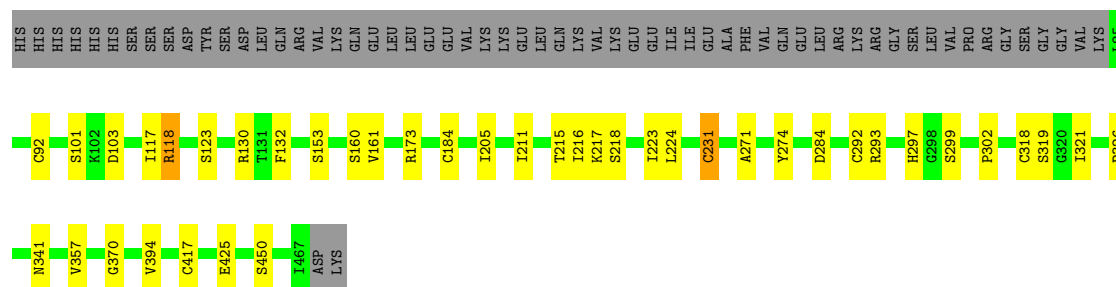 HIS HIS HIS HIS HIS HIS SER SER SER ASP TYR SER ASP LEU GLN ARG VAL LYS GLN GLU LEU LEU GLU GLU VAL LYS LYS GLU LEU GLN LYS VAL LYS GLU GLU ILE ILE GLU ALA PHE VAL GLN GLU LEU ARG LYS ARG GLY SER LEU VAL PRO ARG GLY SER GLY GLY VAL LYS
C92 S101 K102 D103 I117 R118 S123 R130 T131 F132 S153 S160 V161 R173 C184 I205 I211 T215 I216 K217 S218 I223 L224 C231 A271 Y274 D284 C292 R293 H297 G298 S299 P302 C318 S319 G320 I321
N341 V357 G370 V394 C417 E425 S450 I467 ASP LYS